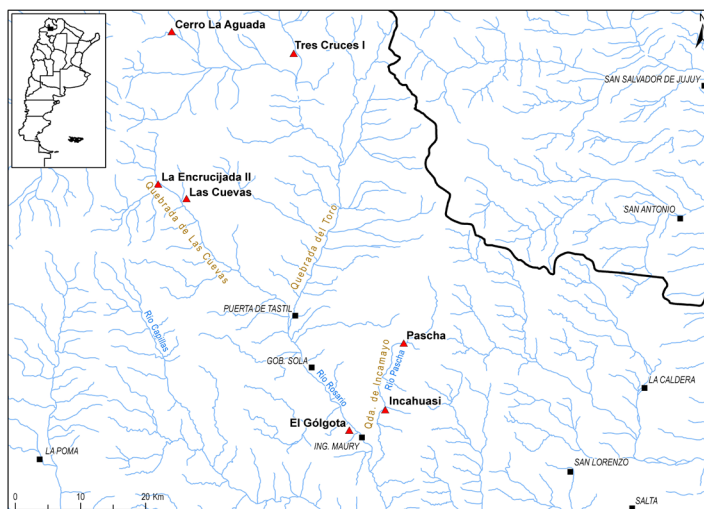 Cerro La Aguada
N
Tres Cruces I
SAN SALVADOR DE JUJUY
La Encrucijada II
Las Cuevas
Quebrada de Las Cuevas
Quebrada del Toro
SAN ANTONIO
PUERTA DE TASTIL
Río Capillas
Pascha
GOB. SOLA
Río Rosario
Qda. de Incamayo
Río Pascha
LA CALDERA
Incahuasi
El Gólgota
ING. MAURY
LA POMA
SAN LORENZO
0 10 20 Km
SALTA